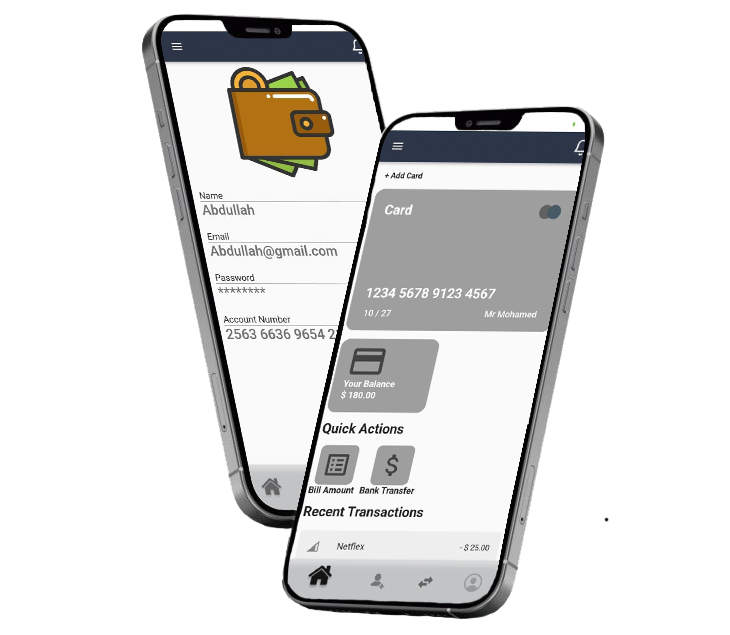 Name
Abdullah
Email
Abdullah@gmail.com
Password
********
Account Number
2563 6636 9654
+ Add Card
Card
1234 5678 9123 4567
10 / 27 Mr Mohamed
Your Balance
$ 180.00
Quick Actions
Bill Amount Bank Transfer
Recent Transactions
Netflex - $ 25.00